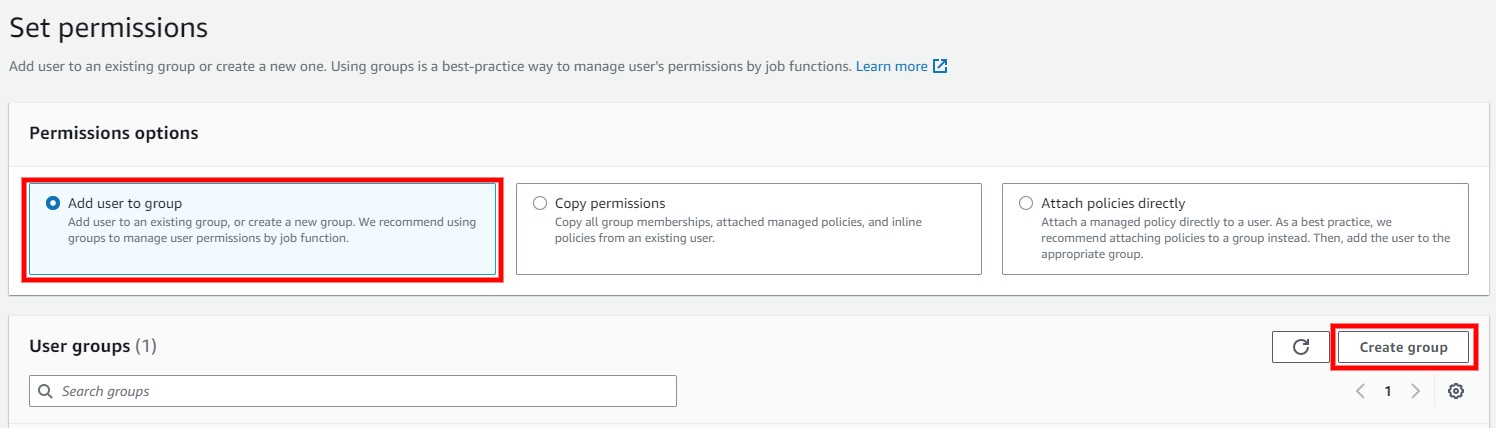 Set permissions
Add user to an existing group or create a new one. Using groups is a best-practice way to manage user's permissions by job functions. Learn more
Permissions options
Add user to group
Add user to an existing group, or create a new group. We recommend using
groups to manage user permissions by job function.
Copy permissions
Copy all group memberships, attached managed policies, and inline
policies from an existing user.
Attach policies directly
Attach a managed policy directly to a user. As a best practice, we
recommend attaching policies to a group instead. Then, add the user to the
appropriate group.
User groups (1)
Create group
Search groups
1